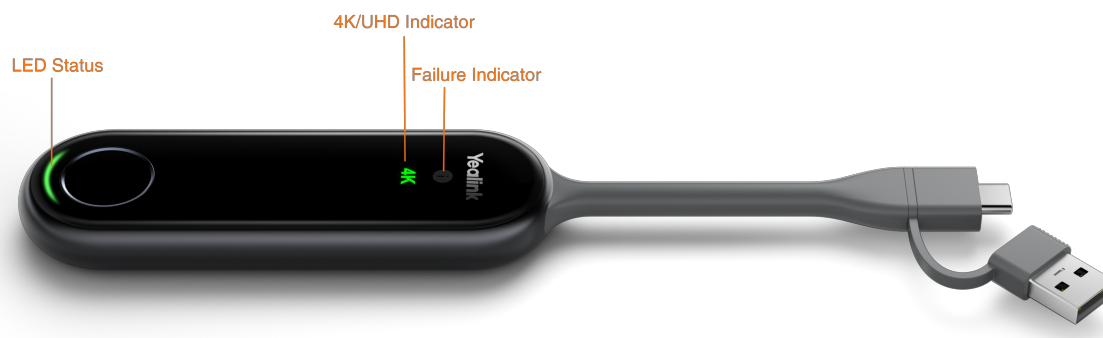 4K/UHD Indicator
LED Status
Failure Indicator
4K
Yealink